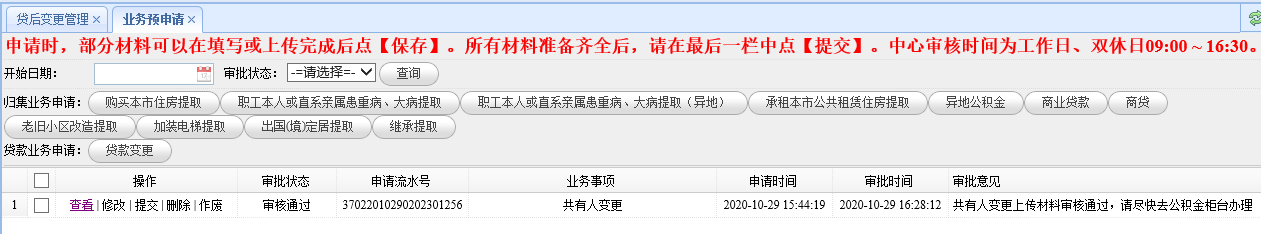 贷后变更管理 × 业务预申请 ×
申请时，部分材料可以在填写或上传完成后点【保存】。所有材料准备齐全后，请在最后一栏中点【提交】。中心审核时间为工作日、双休日09:00 ~ 16:30。
开始日期： 审批状态： -=请选择=- 查询
归集业务申请： 购买本市住房提取 职工本人或直系亲属患重病、大病提取 职工本人或直系亲属患重病、大病提取（异地） 承租本市公共租赁住房提取 异地公积金 商业贷款 商贷
老旧小区改造提取 加装电梯提取 出国(境)定居提取 继承提取
贷款业务申请： 贷款变更
操作 审批状态 申请流水号 业务事项 申请时间 审批时间 审批意见
1 查看 | 修改 | 提交 | 删除 | 作废 审核通过 37022010290202301256 共有人变更 2020-10-29 15:44:19 2020-10-29 16:28:12 共有人变更上传材料审核通过，请尽快去公积金柜台办理